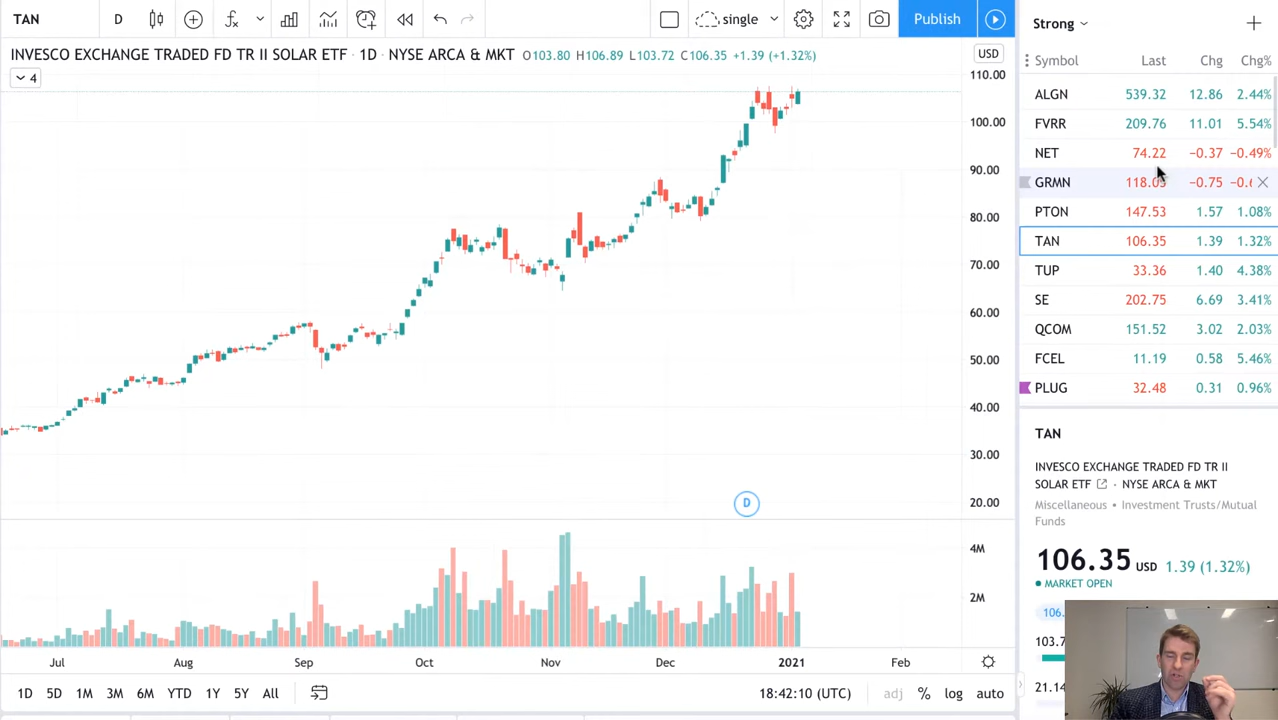 TAN D single Publish
INVESCO EXCHANGE TRADED FD TR II SOLAR ETF · 1D · NYSE ARCA & MKT O103.80 H106.89 L103.72 C106.35 +1.39 (+1.32%)
4
USD
110.00
100.00
90.00
80.00
70.00
60.00
50.00
40.00
30.00
20.00
D
4M
2M
Jul Aug Sep Oct Nov Dec 2021 Feb
1D 5D 1M 3M 6M YTD 1Y 5Y All 18:42:10 (UTC) adj % log auto
Strong
Symbol Last Chg Chg%
ALGN 539.32 12.86 2.44%
FVRR 209.76 11.01 5.54%
NET 74.22 −0.37 −0.49%
GRMN −0.75
PTON 147.53 1.57 1.08%
TAN 106.35 1.39 1.32%
TUP 33.36 1.40 4.38%
SE 202.75 6.69 3.41%
QCOM 151.52 3.02 2.03%
FCEL 11.19 0.58 5.46%
PLUG 32.48 0.31 0.96%
TAN
INVESCO EXCHANGE TRADED FD TR II
SOLAR ETF · NYSE ARCA & MKT
Miscellaneous • Investment Trusts/Mutual
Funds
106.35 USD 1.39 (1.32%)
MARKET OPEN